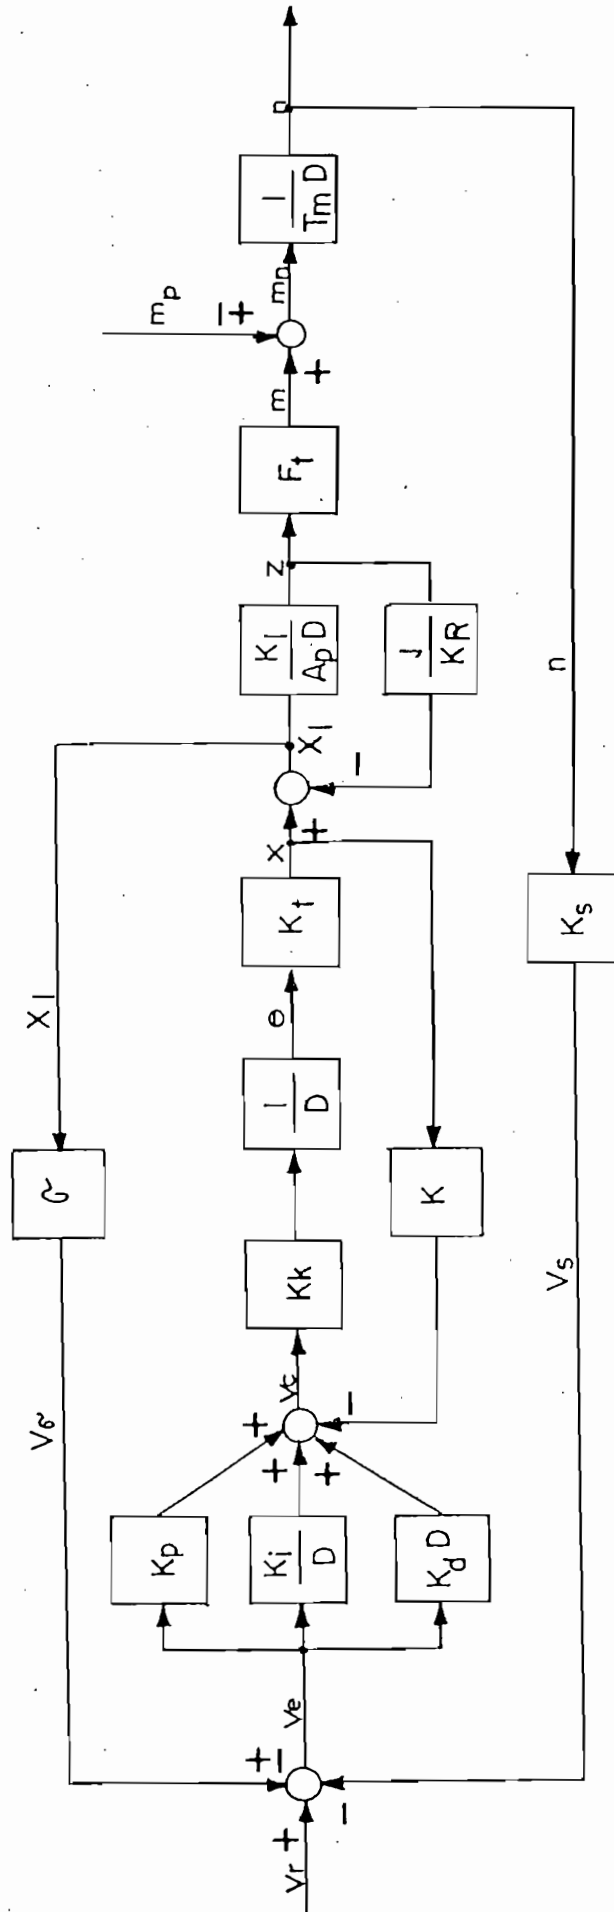 Vr
+
−
+−
Ve
Kp
Ki
D
Kd D
+
+
+
−
Vc
Kk
1
D
θ
Kt
x
+
−
X1
K1
Ap D
z
1
KR
Ft
m
+
mp
−+
mn
1
Tm D
n
n
Ks
Vs
K
X1
σ
Vσ